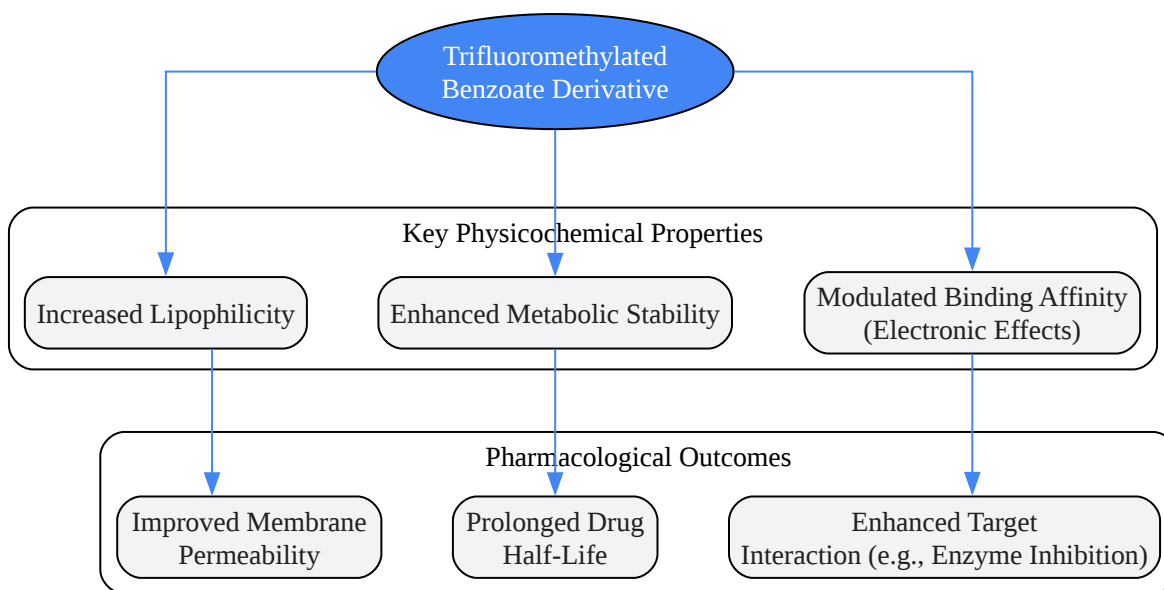 Trifluoromethylated
Benzoate Derivative
Key Physicochemical Properties
Increased Lipophilicity
Enhanced Metabolic Stability
Modulated Binding Affinity
(Electronic Effects)
Pharmacological Outcomes
Improved Membrane
Permeability
Prolonged Drug
Half-Life
Enhanced Target
Interaction (e.g., Enzyme Inhibition)